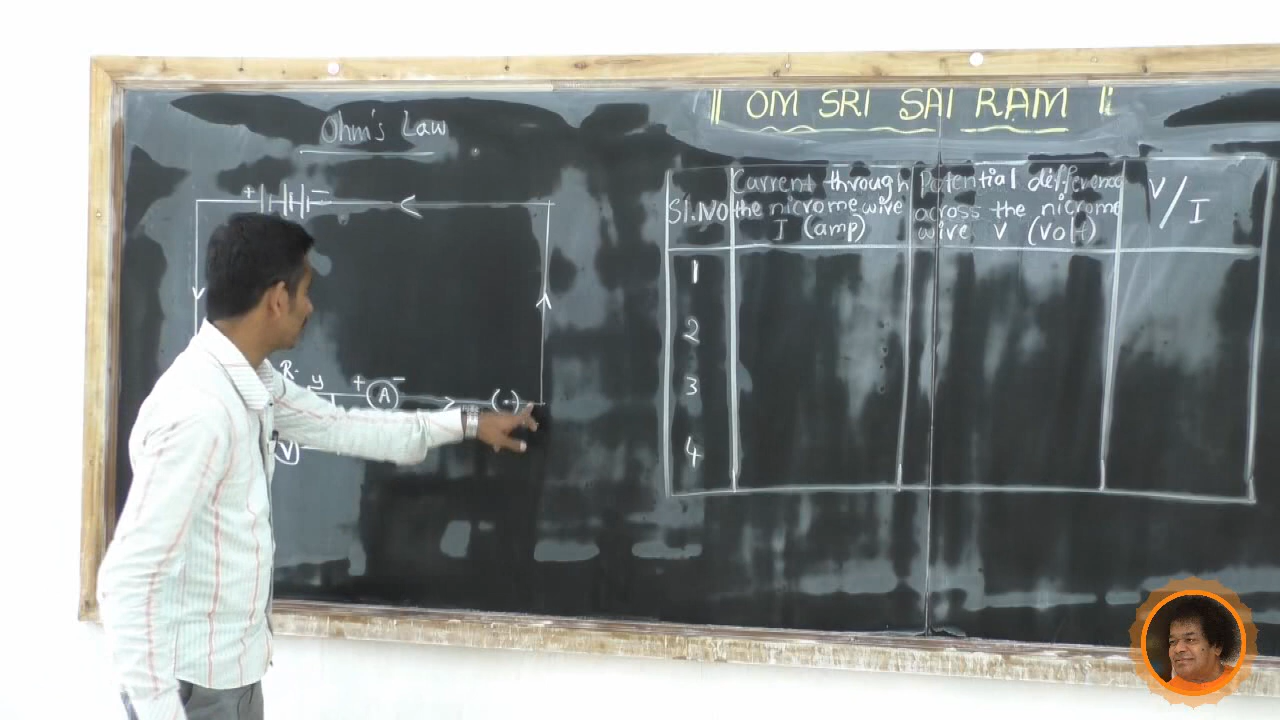 || OM SRI SAI RAM ||
Ohm's Law
+ −
R.
y
+ A −
(·)
V
Sl.No
Current through
the nicrome wire
I (amp)
Potential difference
across the nicrome
wire V (volt)
V/I
1
2
3
4